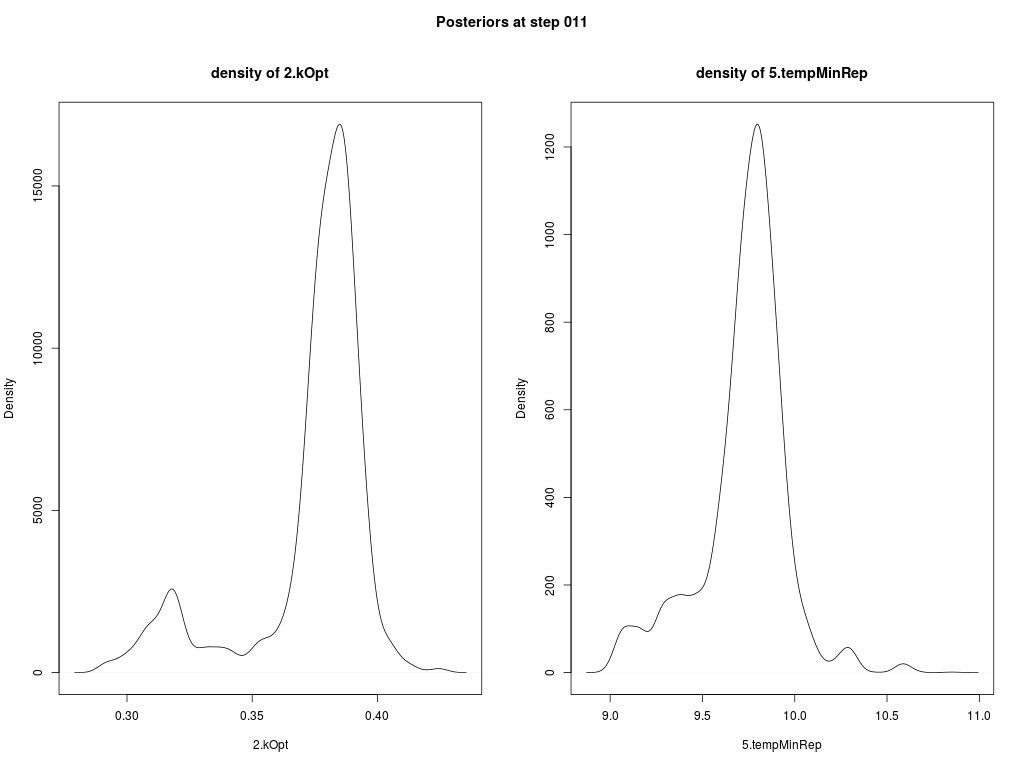 Posteriors at step 011
density of 2.kOpt
Density
15000
10000
5000
0
0.30 0.35 0.40
2.kOpt
density of 5.tempMinRep
Density
1200
1000
800
600
400
200
0
9.0 9.5 10.0 10.5 11.0
5.tempMinRep